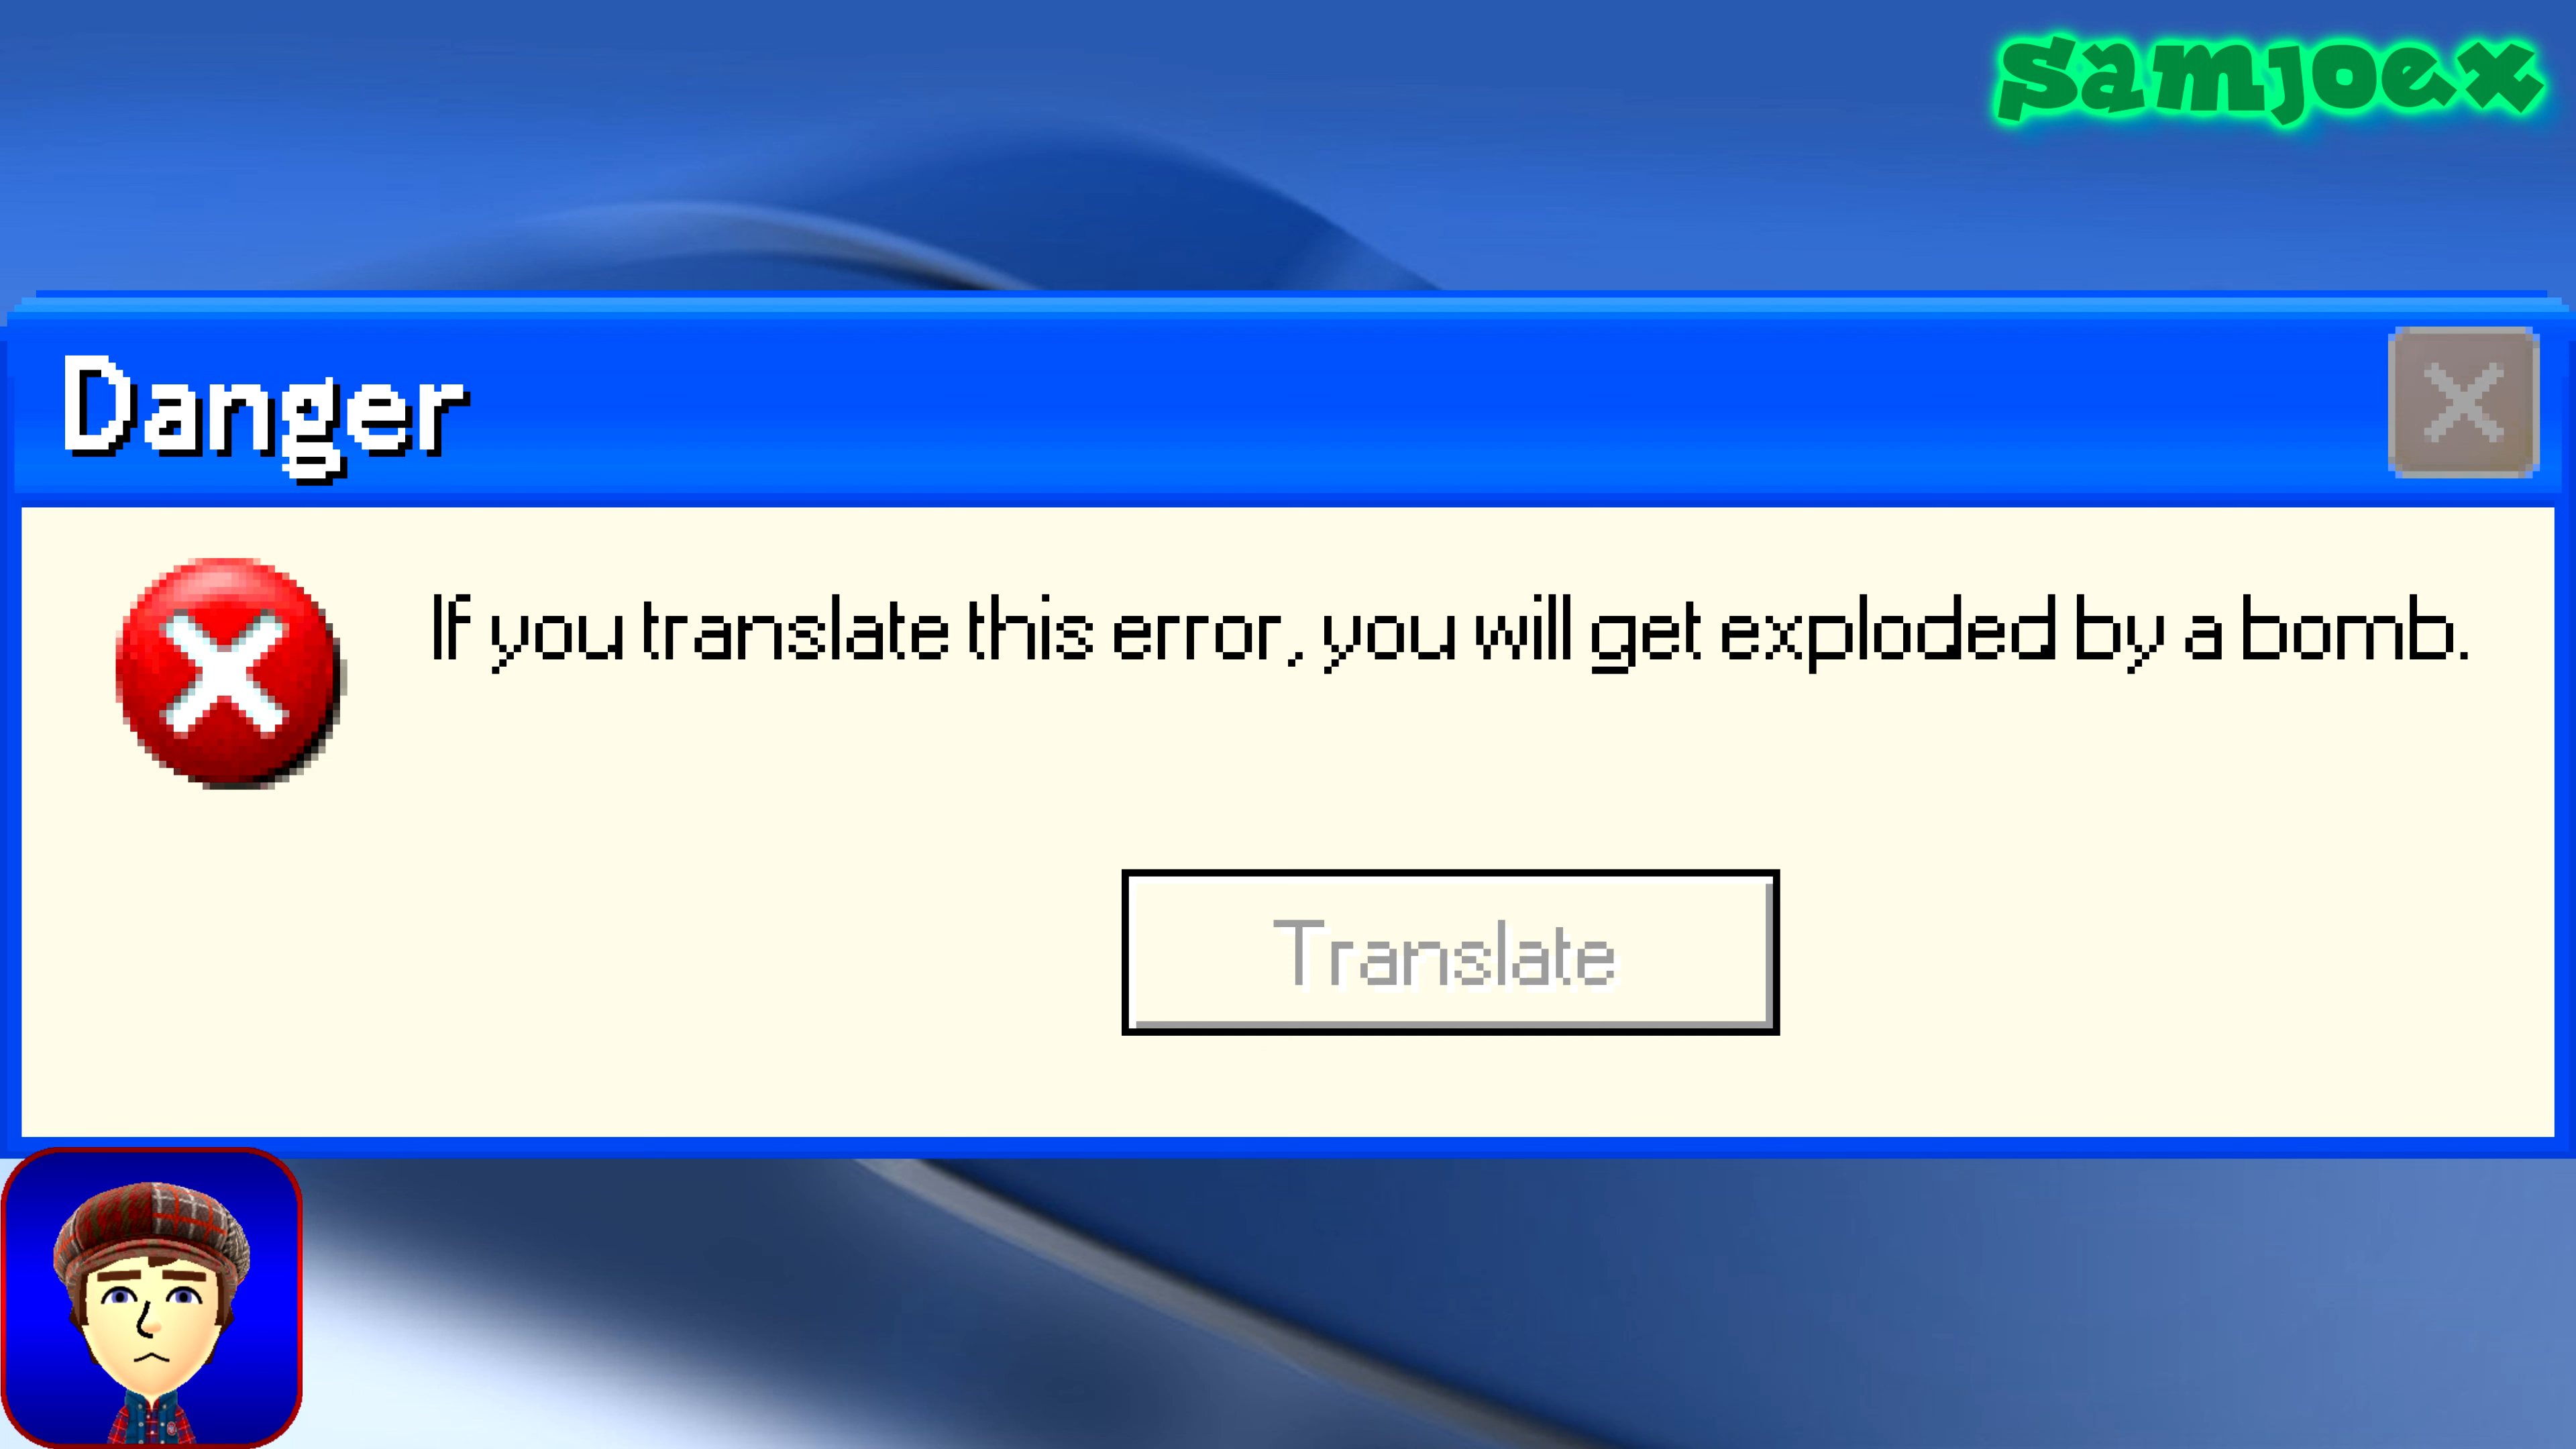 Samjoex
Danger
If you translate this error, you will get exploded by a bomb.
Translate